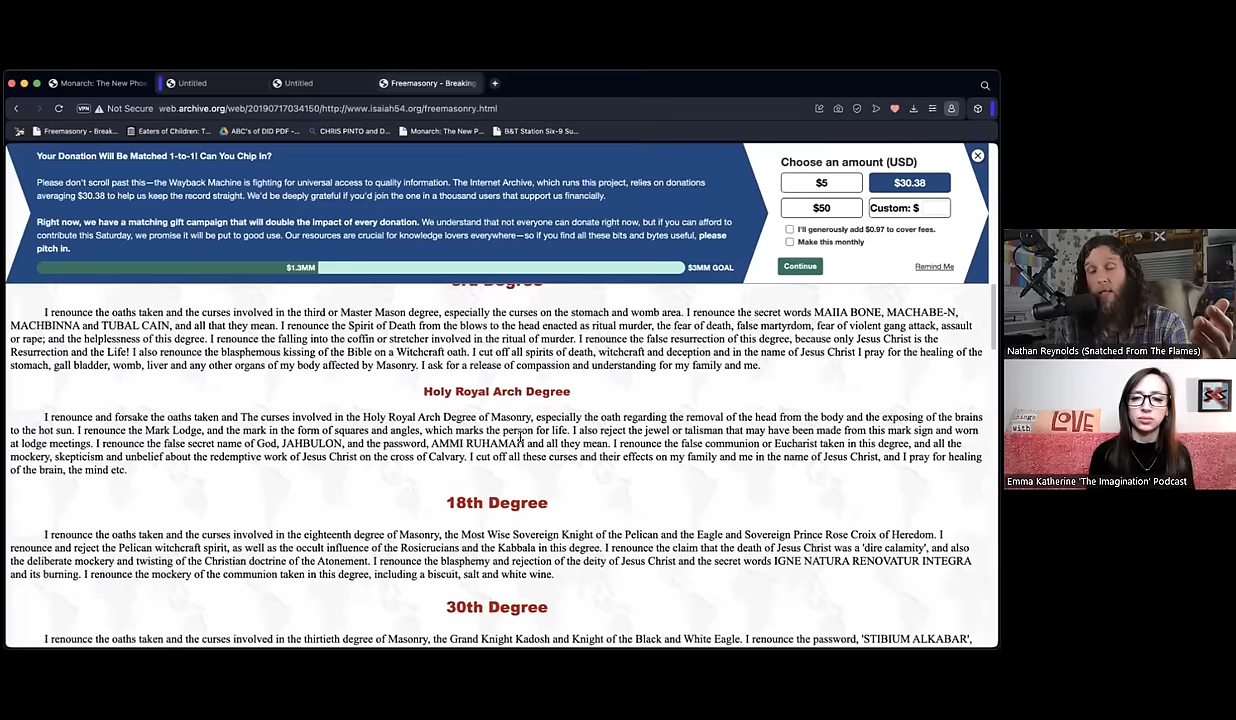 Monarch: The New Pho
Untitled
Untitled
Freemasonry - Breaking
VPN Not Secure web.archive.org/web/20190717034150/http://www.isaiah54.org/freemasonry.html
Freemasonry - Break...
Eaters of Children: T...
ABC's of DID PDF -...
CHRIS PINTO and D...
Monarch: The New P...
B&T Station Six-9 Su...
Your Donation Will Be Matched 1-to-1! Can You Chip In?
Please don't scroll past this—the Wayback Machine is fighting for universal access to quality information. The Internet Archive, which runs this project, relies on donations
averaging $30.38 to help us keep the record straight. We'd be deeply grateful if you'd join the one in a thousand users that support us financially.
Right now, we have a matching gift campaign that will double the impact of every donation. We understand that not everyone can donate right now, but if you can afford to
contribute this Saturday, we promise it will be put to good use. Our resources are crucial for knowledge lovers everywhere—so if you find all these bits and bytes useful, please
pitch in.
$1.3MM
$3MM GOAL
Choose an amount (USD)
$5
$30.38
$50
Custom: $
I'll generously add $0.97 to cover fees.
Make this monthly
Continue
Remind Me
3rd Degree
I renounce the oaths taken and the curses involved in the third or Master Mason degree, especially the curses on the stomach and womb area. I renounce the secret words MAIIA BONE, MACHABE-N,
MACHBINNA and TUBAL CAIN, and all that they mean. I renounce the Spirit of Death from the blows to the head enacted as ritual murder, the fear of death, false martyrdom, fear of violent gang attack, assault
or rape; and the helplessness of this degree. I renounce the falling into the coffin or stretcher involved in the ritual of murder. I renounce the false resurrection of this degree, because only Jesus Christ is the
Resurrection and the Life! I also renounce the blasphemous kissing of the Bible on a Witchcraft oath. I cut off all spirits of death, witchcraft and deception and in the name of Jesus Christ I pray for the healing of the
stomach, gall bladder, womb, liver and any other organs of my body affected by Masonry. I ask for a release of compassion and understanding for my family and me.
Holy Royal Arch Degree
I renounce and forsake the oaths taken and The curses involved in the Holy Royal Arch Degree of Masonry, especially the oath regarding the removal of the head from the body and the exposing of the brains
to the hot sun. I renounce the Mark Lodge, and the mark in the form of squares and angles, which marks the person for life. I also reject the jewel or talisman that may have been made from this mark sign and worn
at lodge meetings. I renounce the false secret name of God, JAHBULON, and the password, AMMI RUHAMAH and all they mean. I renounce the false communion or Eucharist taken in this degree, and all the
mockery, skepticism and unbelief about the redemptive work of Jesus Christ on the cross of Calvary. I cut off all these curses and their effects on my family and me in the name of Jesus Christ, and I pray for healing
of the brain, the mind etc.
18th Degree
I renounce the oaths taken and the curses involved in the eighteenth degree of Masonry, the Most Wise Sovereign Knight of the Pelican and the Eagle and Sovereign Prince Rose Croix of Heredom. I
renounce and reject the Pelican witchcraft spirit, as well as the occult influence of the Rosicrucians and the Kabbala in this degree. I renounce the claim that the death of Jesus Christ was a 'dire calamity', and also
the deliberate mockery and twisting of the Christian doctrine of the Atonement. I renounce the blasphemy and rejection of the deity of Jesus Christ and the secret words IGNE NATURA RENOVATUR INTEGRA
and its burning. I renounce the mockery of the communion taken in this degree, including a biscuit, salt and white wine.
30th Degree
I renounce the oaths taken and the curses involved in the thirtieth degree of Masonry, the Grand Knight Kadosh and Knight of the Black and White Eagle. I renounce the password, 'STIBIUM ALKABAR',
Nathan Reynolds (Snatched From The Flames)
things
LOVE
with
Emma Katherine 'The Imagination' Podcast